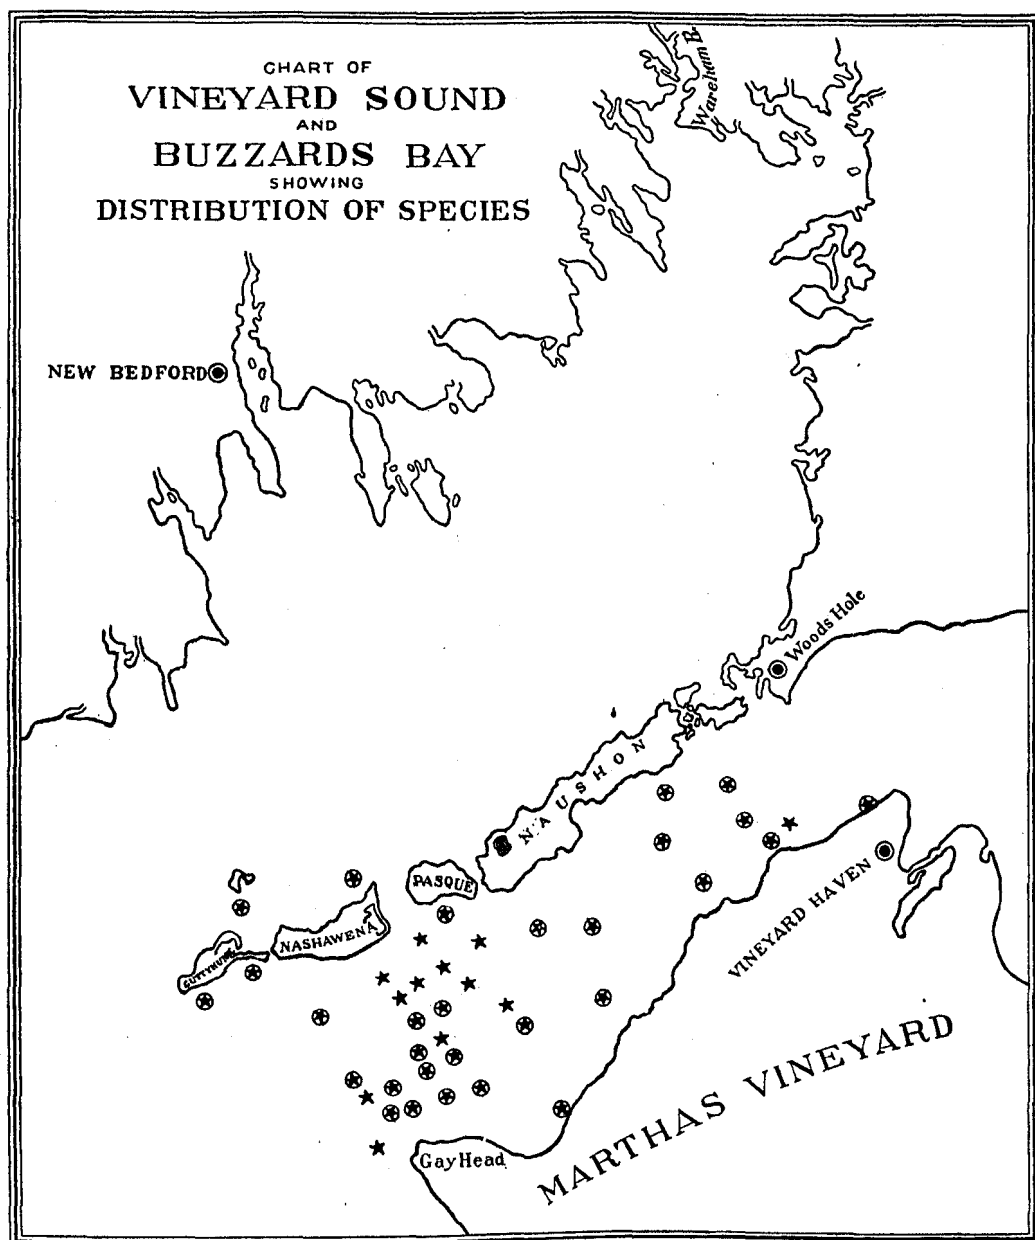 CHART OF
VINEYARD SOUND
AND
BUZZARDS BAY
SHOWING
DISTRIBUTION OF SPECIES
Wareham R.
NEW BEDFORD
Woods Hole
NAUSHON
PASQUE
NASHAWENA
CUTTYHUNK
VINEYARD HAVEN
MARTHAS VINEYARD
Gay Head